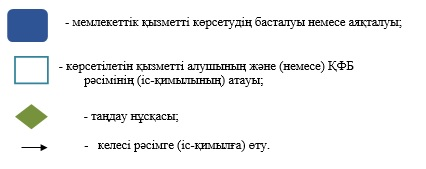 - мемлекеттік қызметті көрсетудің басталуы немесе аяқталуы;
- көрсетілетін қызметті алушының және (немесе) ҚФБ
рәсімінің (іс-қимылының) атауы;
- таңдау нұсқасы;
- келесі рәсімге (іс-қимылға) өту.